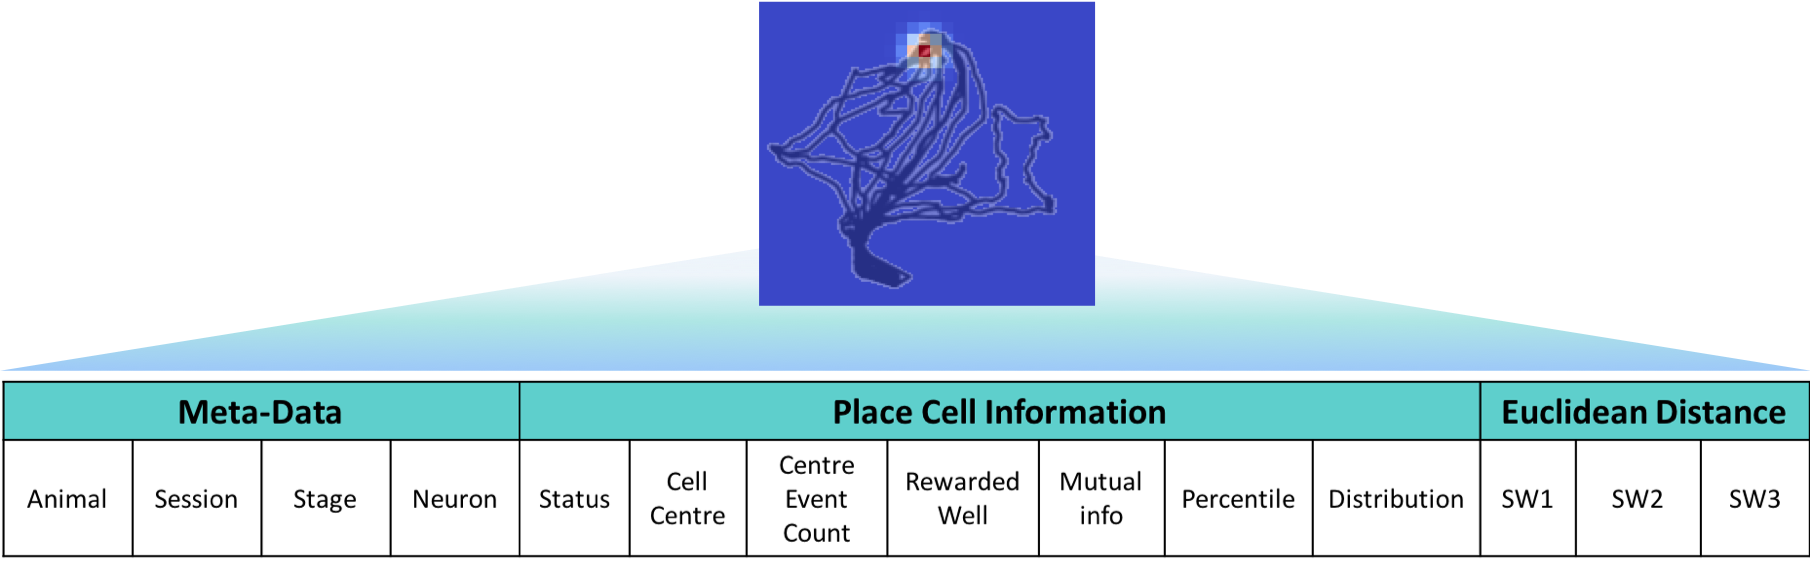 Meta-Data Place Cell Information Euclidean Distance
Animal Session Stage Neuron Status Cell Centre Centre Event Count Rewarded Well Mutual info Percentile Distribution SW1 SW2 SW3